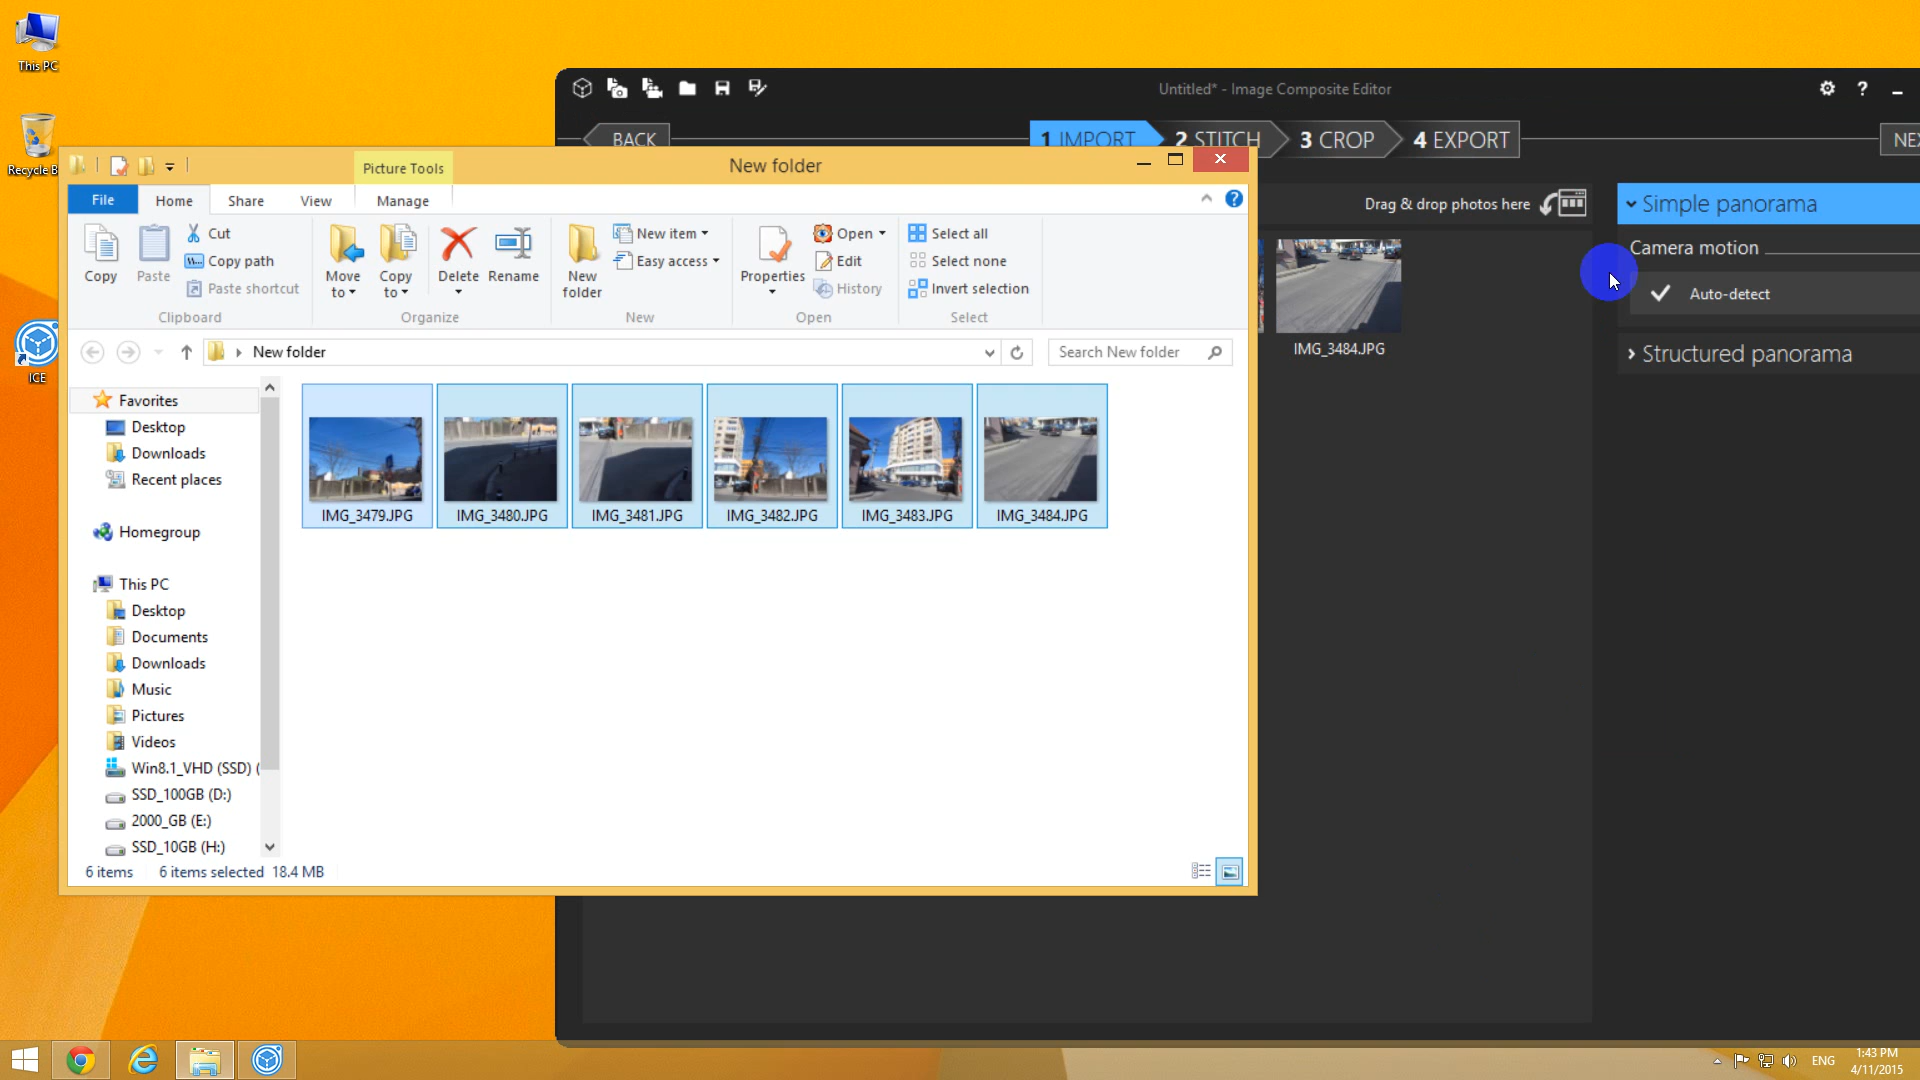 This PC
Recycle B
ICE
Untitled* - Image Composite Editor
BACK
1 IMPORT
2 STITCH
3 CROP
4 EXPORT
NEX
Drag & drop photos here
Simple panorama
Camera motion
Auto-detect
Structured panorama
IMG_3484.JPG
Picture Tools
New folder
File
Home
Share
View
Manage
Copy
Paste
Cut
Copy path
Paste shortcut
Clipboard
Move to
Copy to
Delete
Rename
Organize
New folder
New item
Easy access
New
Properties
Open
Edit
History
Open
Select all
Select none
Invert selection
Select
New folder
Search New folder
Favorites
Desktop
Downloads
Recent places
Homegroup
This PC
Desktop
Documents
Downloads
Music
Pictures
Videos
Win8.1_VHD (SSD) (
SSD_100GB (D:)
2000_GB (E:)
SSD_10GB (H:)
IMG_3479.JPG
IMG_3480.JPG
IMG_3481.JPG
IMG_3482.JPG
IMG_3483.JPG
IMG_3484.JPG
6 items
6 items selected 18.4 MB
ENG
1:43 PM
4/11/2015